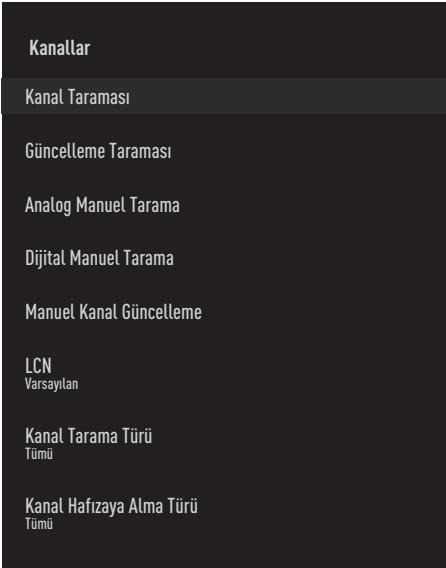 Kanallar
Kanal Taraması
Güncelleme Taraması
Analog Manuel Tarama
Dijital Manuel Tarama
Manuel Kanal Güncelleme
LCN
Varsayılan
Kanal Tarama Türü
Tümü
Kanal Hafızaya Alma Türü
Tümü